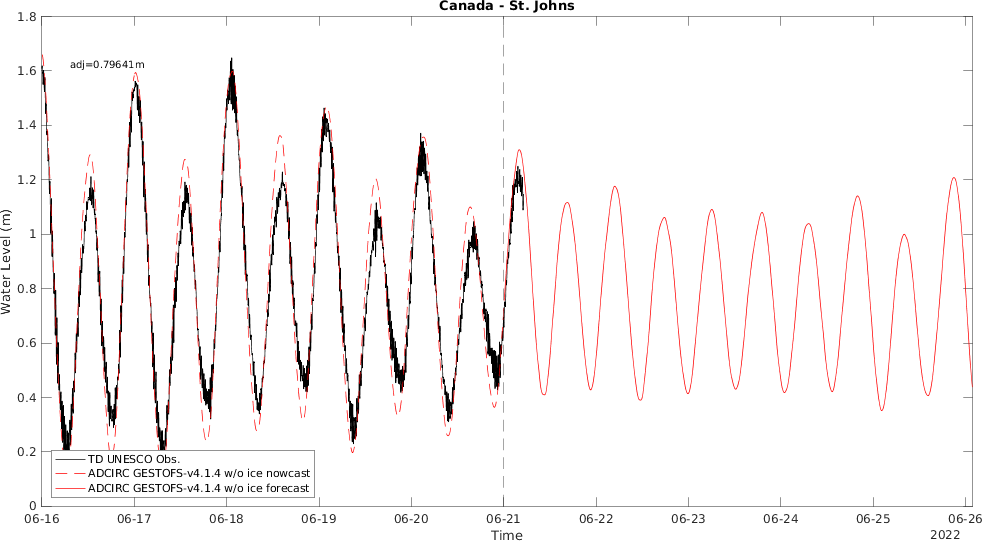 Canada - St. Johns
1.8
adj=0.79641m
1.6
1.4
1.2
1
0.8
0.6
0.4
0.2
0
Water Level (m)
TD UNESCO Obs.
ADCIRC GESTOFS-v4.1.4 w/o ice nowcast
ADCIRC GESTOFS-v4.1.4 w/o ice forecast
06-16 06-17 06-18 06-19 06-20 06-21 06-22 06-23 06-24 06-25 06-26
2022
Time